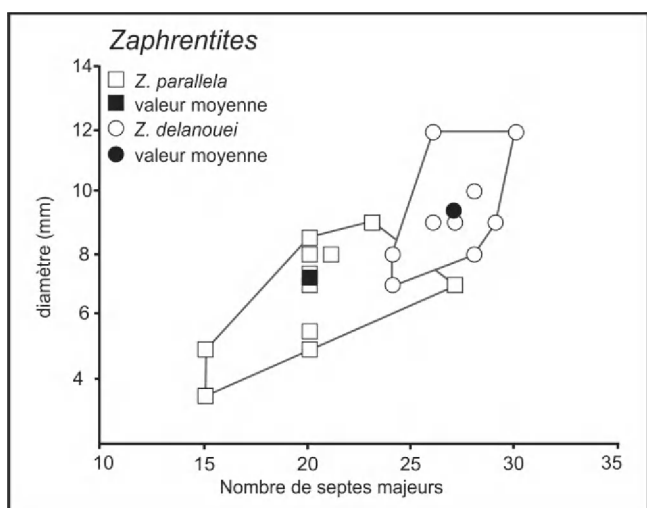 Zaphrentites
Z. parallela
valeur moyenne
Z. delanouei
valeur moyenne
diamètre (mm)
14
12
10
8
6
4
10 15 20 25 30 35
Nombre de septes majeurs